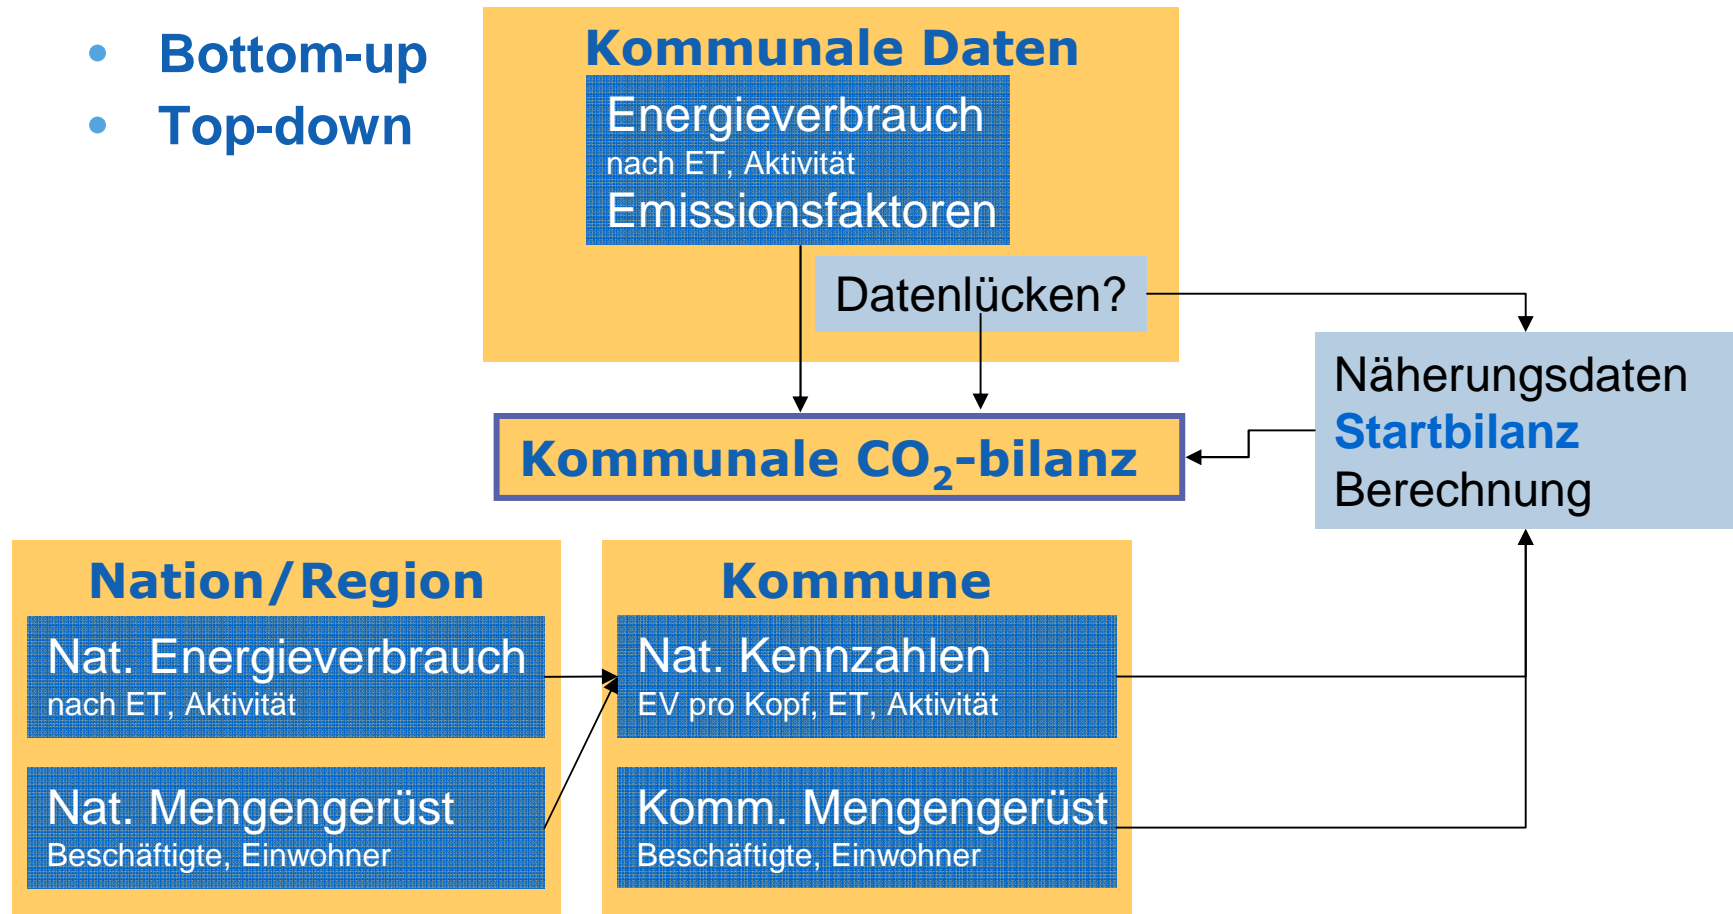 • Bottom-up
• Top-down
Kommunale Daten
Energieverbrauch
nach ET, Aktivität
Emissionsfaktoren
Datenlücken?
Näherungsdaten
Startbilanz
Berechnung
Kommunale CO₂-bilanz
Nation/Region
Nat. Energieverbrauch
nach ET, Aktivität
Nat. Mengengerüst
Beschäftigte, Einwohner
Kommune
Nat. Kennzahlen
EV pro Kopf, ET, Aktivität
Komm. Mengengerüst
Beschäftigte, Einwohner